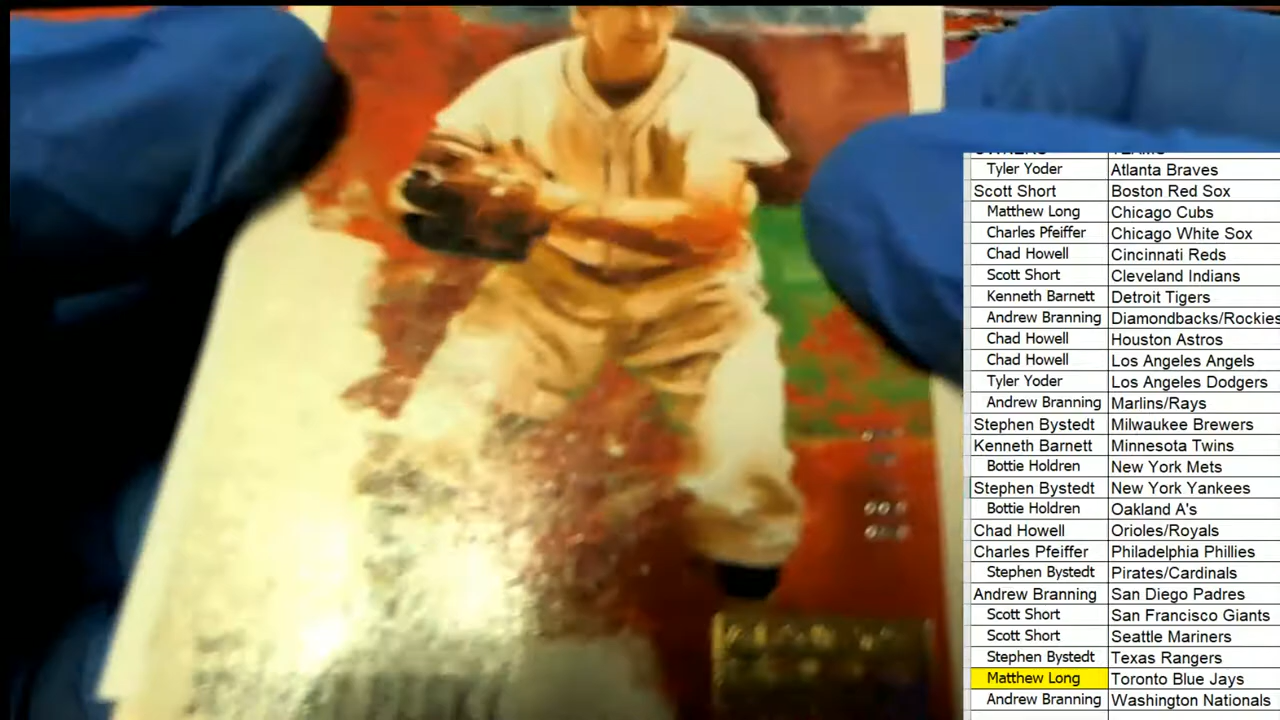 Tyler Yoder Atlanta Braves
Scott Short Boston Red Sox
Matthew Long Chicago Cubs
Charles Pfeiffer Chicago White Sox
Chad Howell Cincinnati Reds
Scott Short Cleveland Indians
Kenneth Barnett Detroit Tigers
Andrew Branning Diamondbacks/Rockies
Chad Howell Houston Astros
Chad Howell Los Angeles Angels
Tyler Yoder Los Angeles Dodgers
Andrew Branning Marlins/Rays
Stephen Bystedt Milwaukee Brewers
Kenneth Barnett Minnesota Twins
Bottie Holdren New York Mets
Stephen Bystedt New York Yankees
Bottie Holdren Oakland A's
Chad Howell Orioles/Royals
Charles Pfeiffer Philadelphia Phillies
Stephen Bystedt Pirates/Cardinals
Andrew Branning San Diego Padres
Scott Short San Francisco Giants
Scott Short Seattle Mariners
Stephen Bystedt Texas Rangers
Matthew Long Toronto Blue Jays
Andrew Branning Washington Nationals